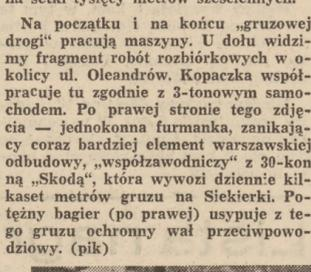 na setki tysięcy metrów sześciennych.
Na początku i na końcu „gruzowej
drogi" pracują maszyny. U dołu widzi-
my fragment robót rozbiórkowych w o-
kolicy ul. Oleandrów. Kopaczka współ-
pracuje tu zgodnie z 3-tonowym samo-
chodem. Po prawej stronie tego zdję-
cia — jednokonna furmanka, zanikają-
cy coraz bardziej element warszawskiej
odbudowy, „współzawodniczy" z 30-kon
ną „Skodą", która wywozi dziennie kil-
kaset metrów gruzu na Siekierki. Po-
tężny bagier (po prawej) usypuje z te-
go gruzu ochronny wał przeciwpowo-
dziowy. (pik)